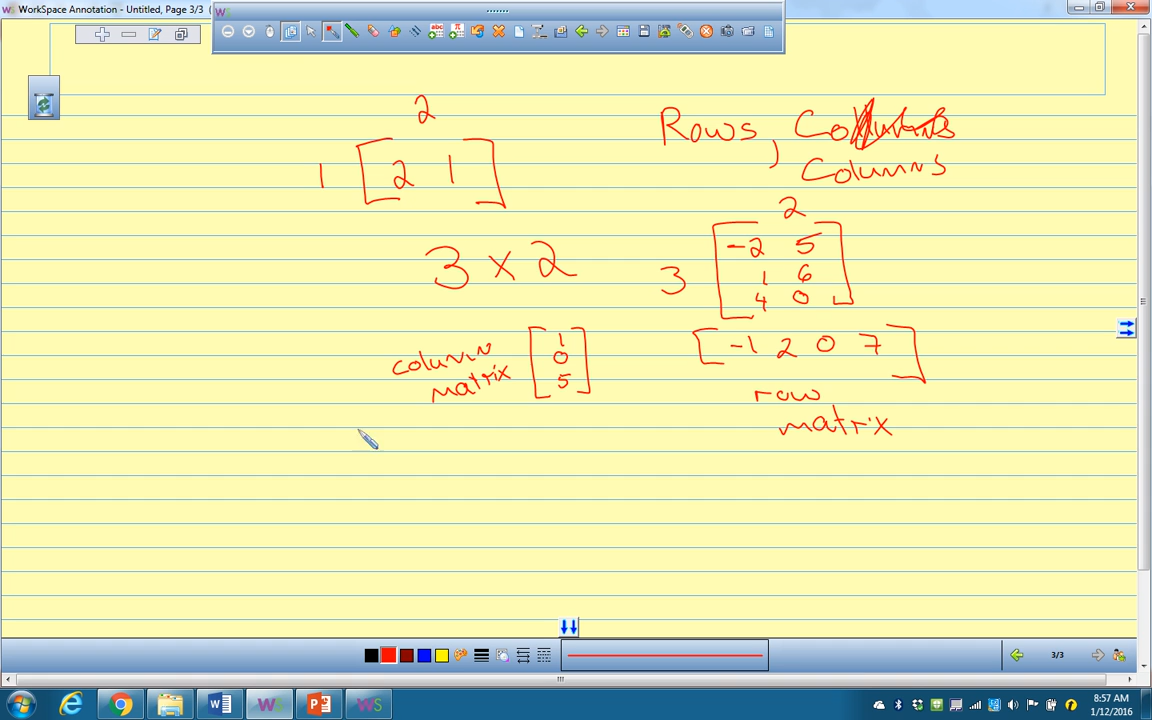 WorkSpace Annotation - Untitled, Page 3/3 (
2
1 [ 2 1 ]
Rows, Columns
Columns
3 x 2
2
3
-2 5
1 6
4 0
column
matrix
1
0
5
[ -1 2 0 7 ]
row
matrix
3/3
8:57 AM
1/12/2016